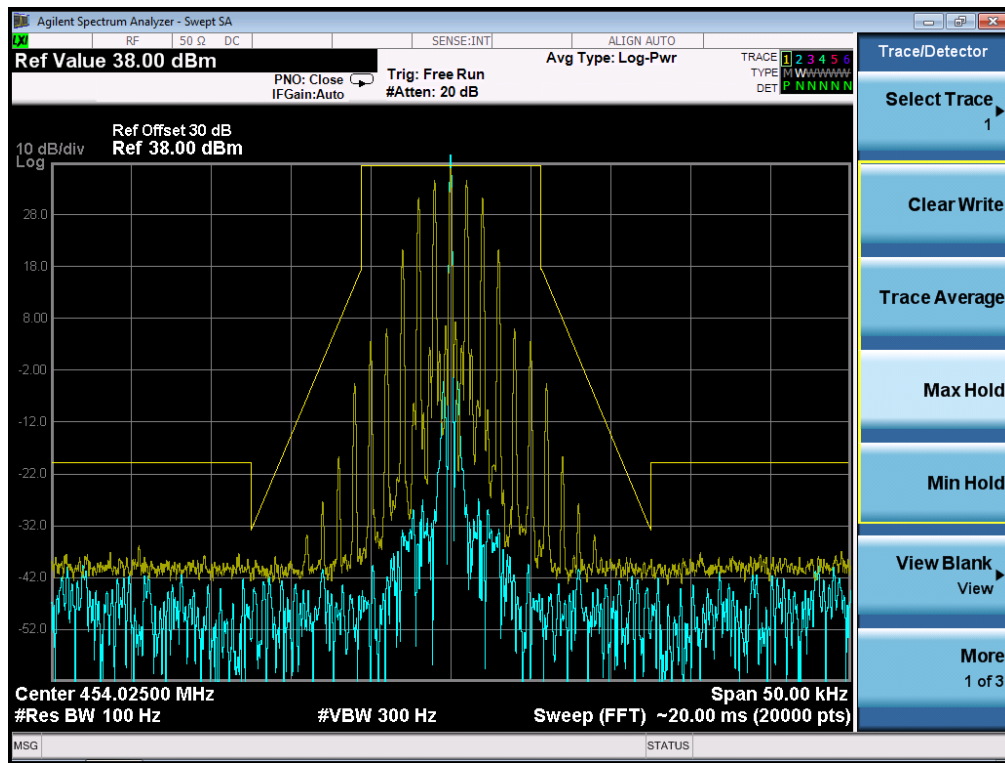 Agilent Spectrum Analyzer - Swept SA
LXI RF 50 Ω DC SENSE:INT ALIGN AUTO
Ref Value 38.00 dBm
PNO: Close
IFGain:Auto
Trig: Free Run
#Atten: 20 dB
Avg Type: Log-Pwr
TRACE 1 2 3 4 5 6
TYPE M W W W W W
DET P N N N N N
Ref Offset 30 dB
10 dB/div Ref 38.00 dBm
Log
28.0
18.0
8.00
-2.00
-12.0
-22.0
-32.0
-42.0
-52.0
Center 454.02500 MHz Span 50.00 kHz
#Res BW 100 Hz #VBW 300 Hz Sweep (FFT) ~20.00 ms (20000 pts)
MSG STATUS
Trace/Detector
Select Trace
1
Clear Write
Trace Average
Max Hold
Min Hold
View Blank
View
More
1 of 3